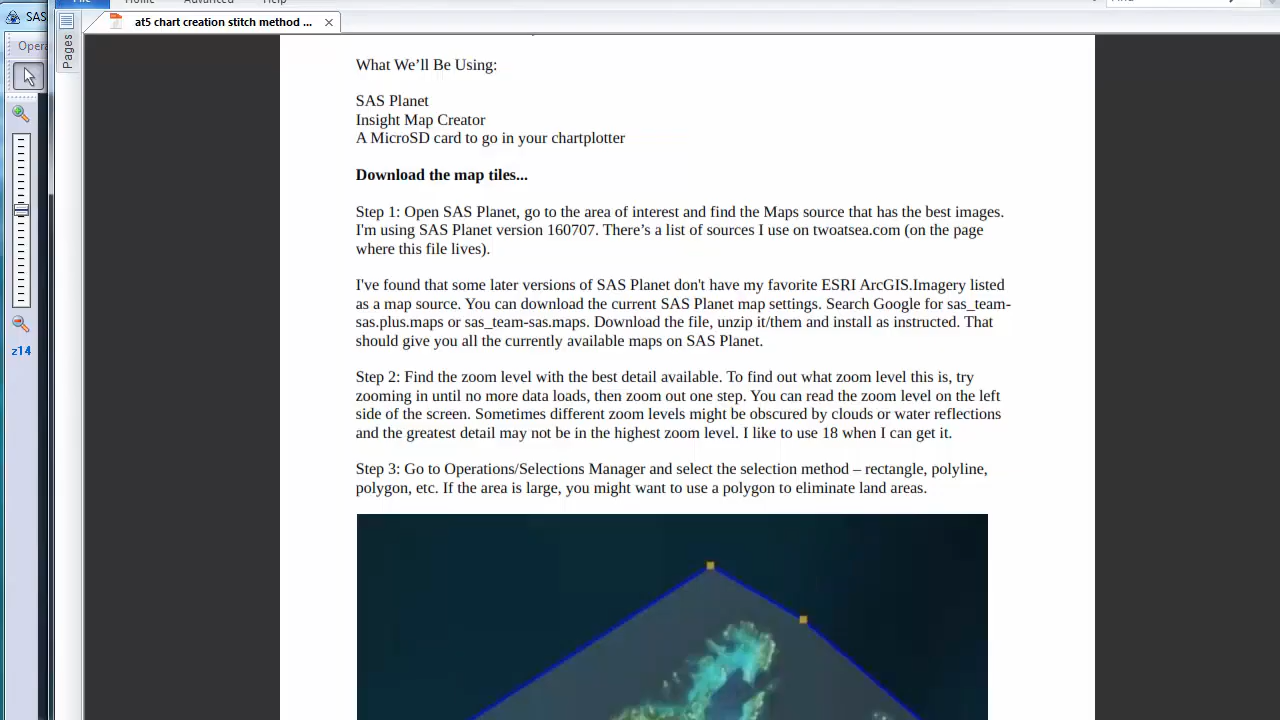 SAS
at5 chart creation stitch method ...
Opera
Pages
z14
What We'll Be Using:
SAS Planet
Insight Map Creator
A MicroSD card to go in your chartplotter
Download the map tiles...
Step 1: Open SAS Planet, go to the area of interest and find the Maps source that has the best images.
I'm using SAS Planet version 160707. There's a list of sources I use on twoatsea.com (on the page
where this file lives).
I've found that some later versions of SAS Planet don't have my favorite ESRI ArcGIS.Imagery listed
as a map source. You can download the current SAS Planet map settings. Search Google for sas_team-
sas.plus.maps or sas_team-sas.maps. Download the file, unzip it/them and install as instructed. That
should give you all the currently available maps on SAS Planet.
Step 2: Find the zoom level with the best detail available. To find out what zoom level this is, try
zooming in until no more data loads, then zoom out one step. You can read the zoom level on the left
side of the screen. Sometimes different zoom levels might be obscured by clouds or water reflections
and the greatest detail may not be in the highest zoom level. I like to use 18 when I can get it.
Step 3: Go to Operations/Selections Manager and select the selection method – rectangle, polyline,
polygon, etc. If the area is large, you might want to use a polygon to eliminate land areas.